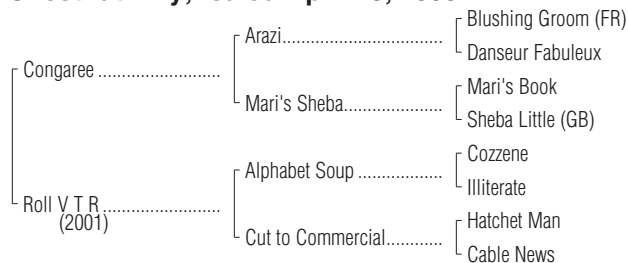 Blushing Groom (FR)
Arazi
Danseur Fabuleux
Congaree
Mari's Book
Mari's Sheba
Sheba Little (GB)
Cozzene
Alphabet Soup
Illiterate
Roll V T R
(2001)
Hatchet Man
Cut to Commercial
Cable News